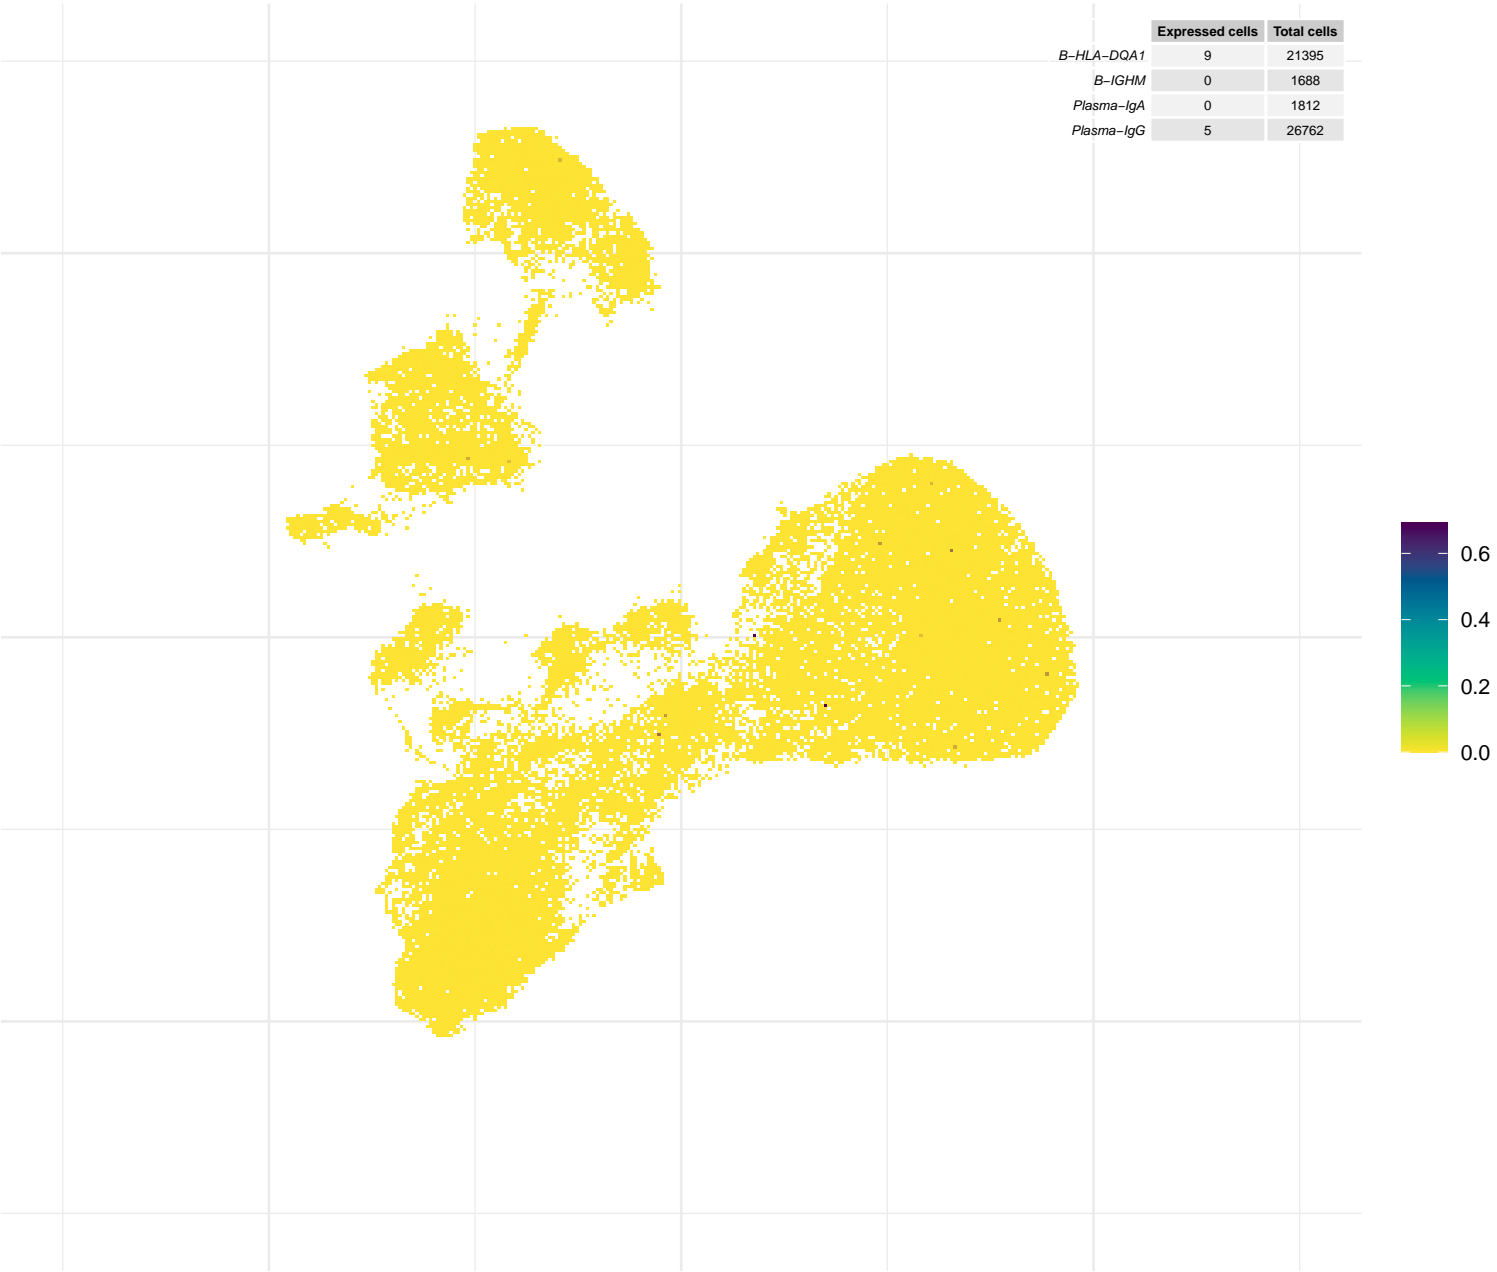 Expressed cells Total cells
B−HLA−DQA1 9 21395
B−IGHM 0 1688
Plasma−IgA 0 1812
Plasma−IgG 5 26762
0.6
0.4
0.2
0.0